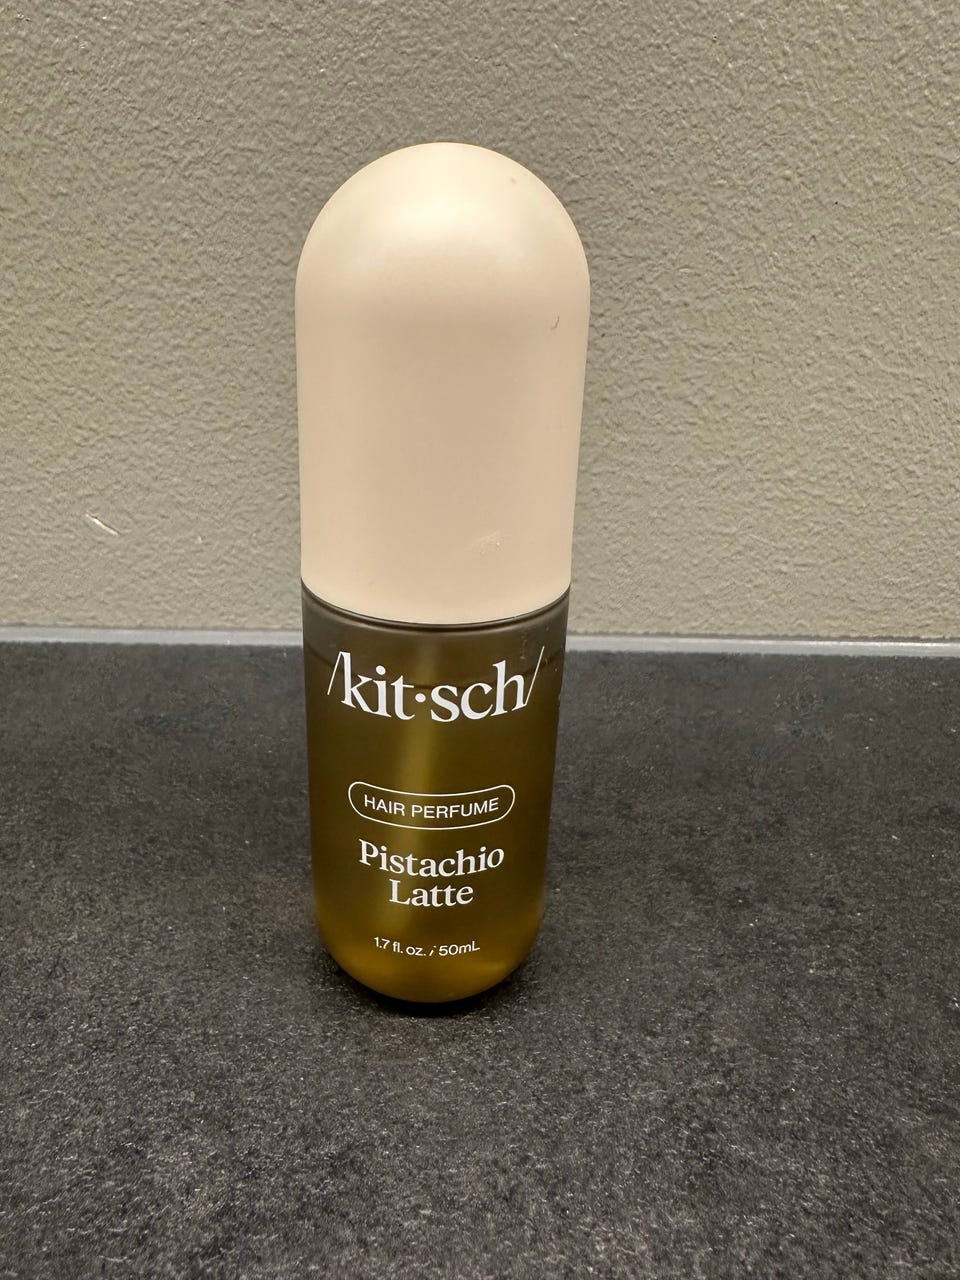 /kit·sch/
HAIR PERFUME
Pistachio
Latte
1.7 fl. oz. / 50mL